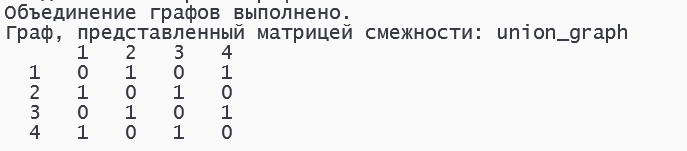 Объединение графов выполнено.
Граф, представленный матрицей смежности: union_graph
1 2 3 4
1 0 1 0 1
2 1 0 1 0
3 0 1 0 1
4 1 0 1 0